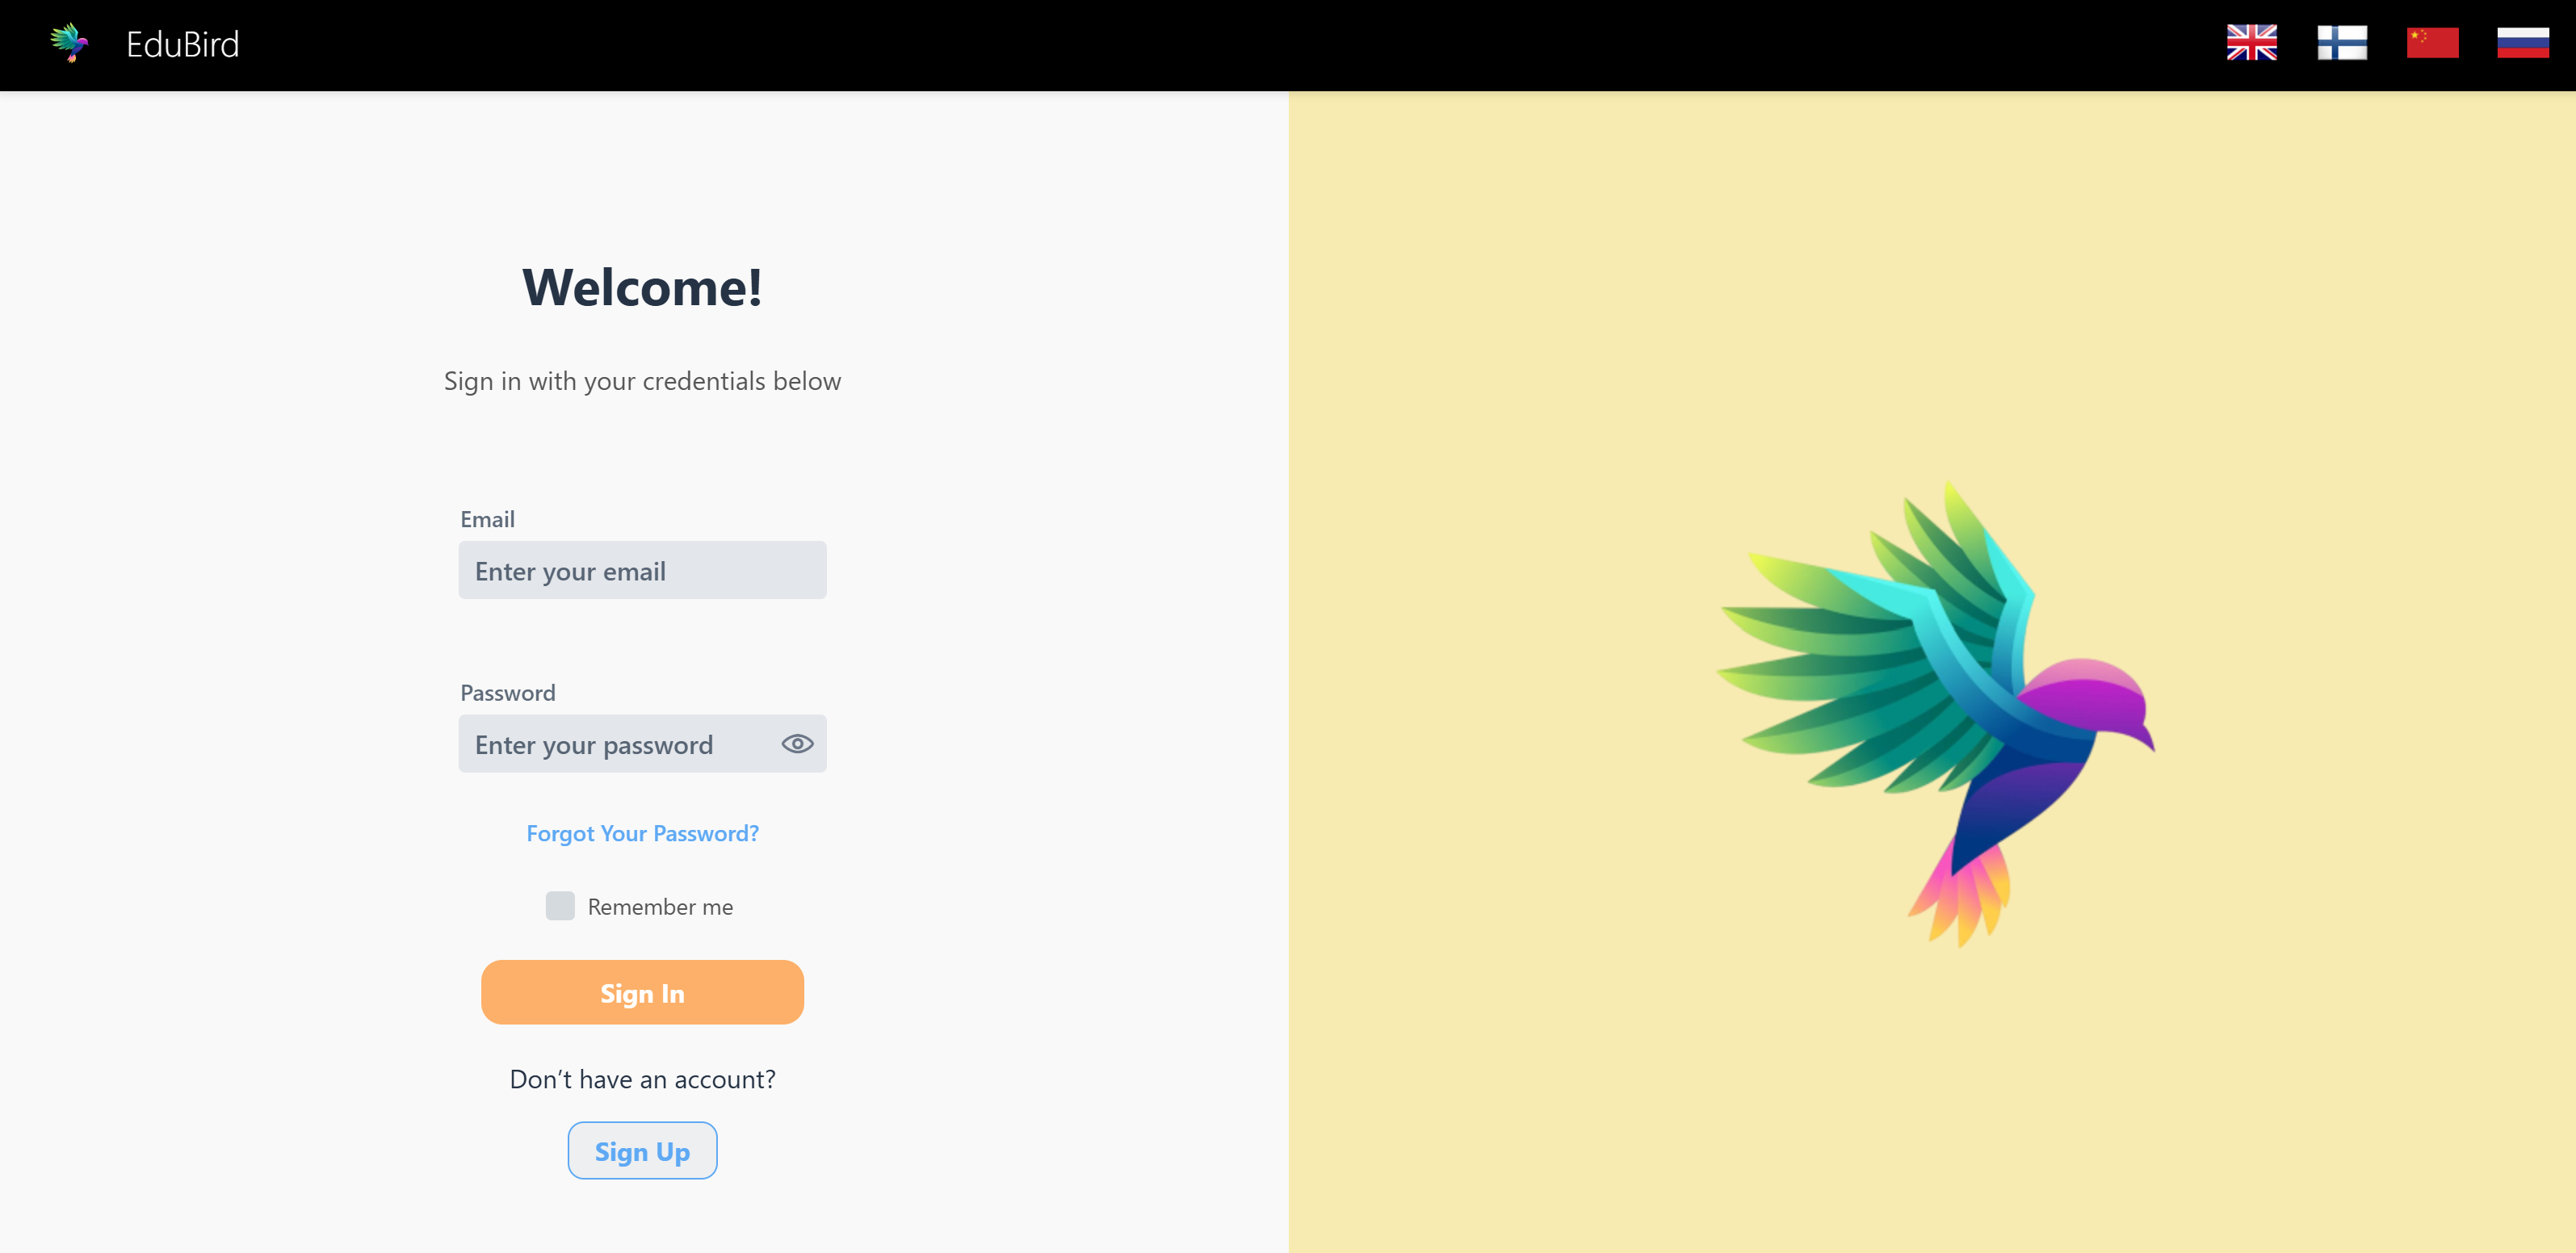 EduBird
Welcome!
Sign in with your credentials below
Email
Enter your email
Password
Enter your password
Forgot Your Password?
Remember me
Sign In
Don’t have an account?
Sign Up